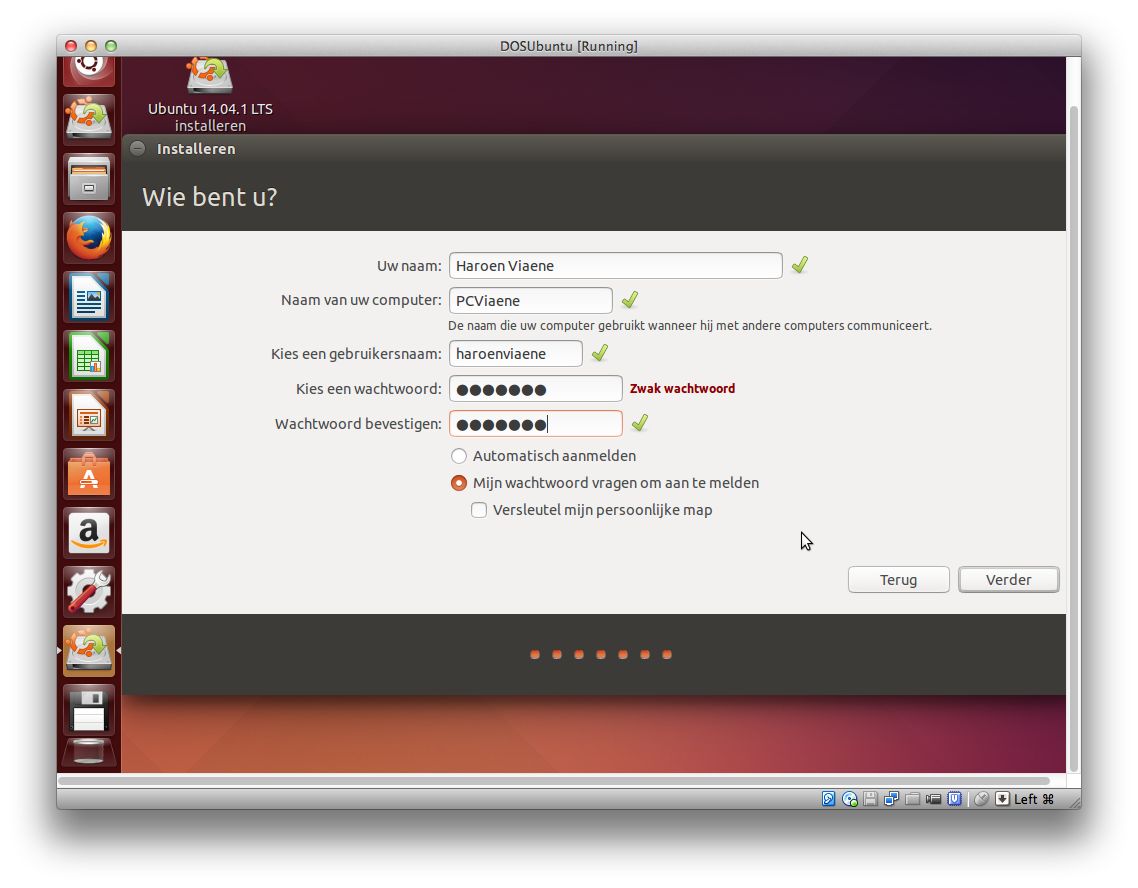 DOSUbuntu [Running]
Ubuntu 14.04.1 LTS
installeren
Installeren
Wie bent u?
Uw naam: Haroen Viaene
Naam van uw computer: PCViaene
De naam die uw computer gebruikt wanneer hij met andere computers communiceert.
Kies een gebruikersnaam: haroenviaene
Kies een wachtwoord: ●●●●●●● Zwak wachtwoord
Wachtwoord bevestigen: ●●●●●●●
Automatisch aanmelden
Mijn wachtwoord vragen om aan te melden
Versleutel mijn persoonlijke map
Terug Verder
Left ⌘